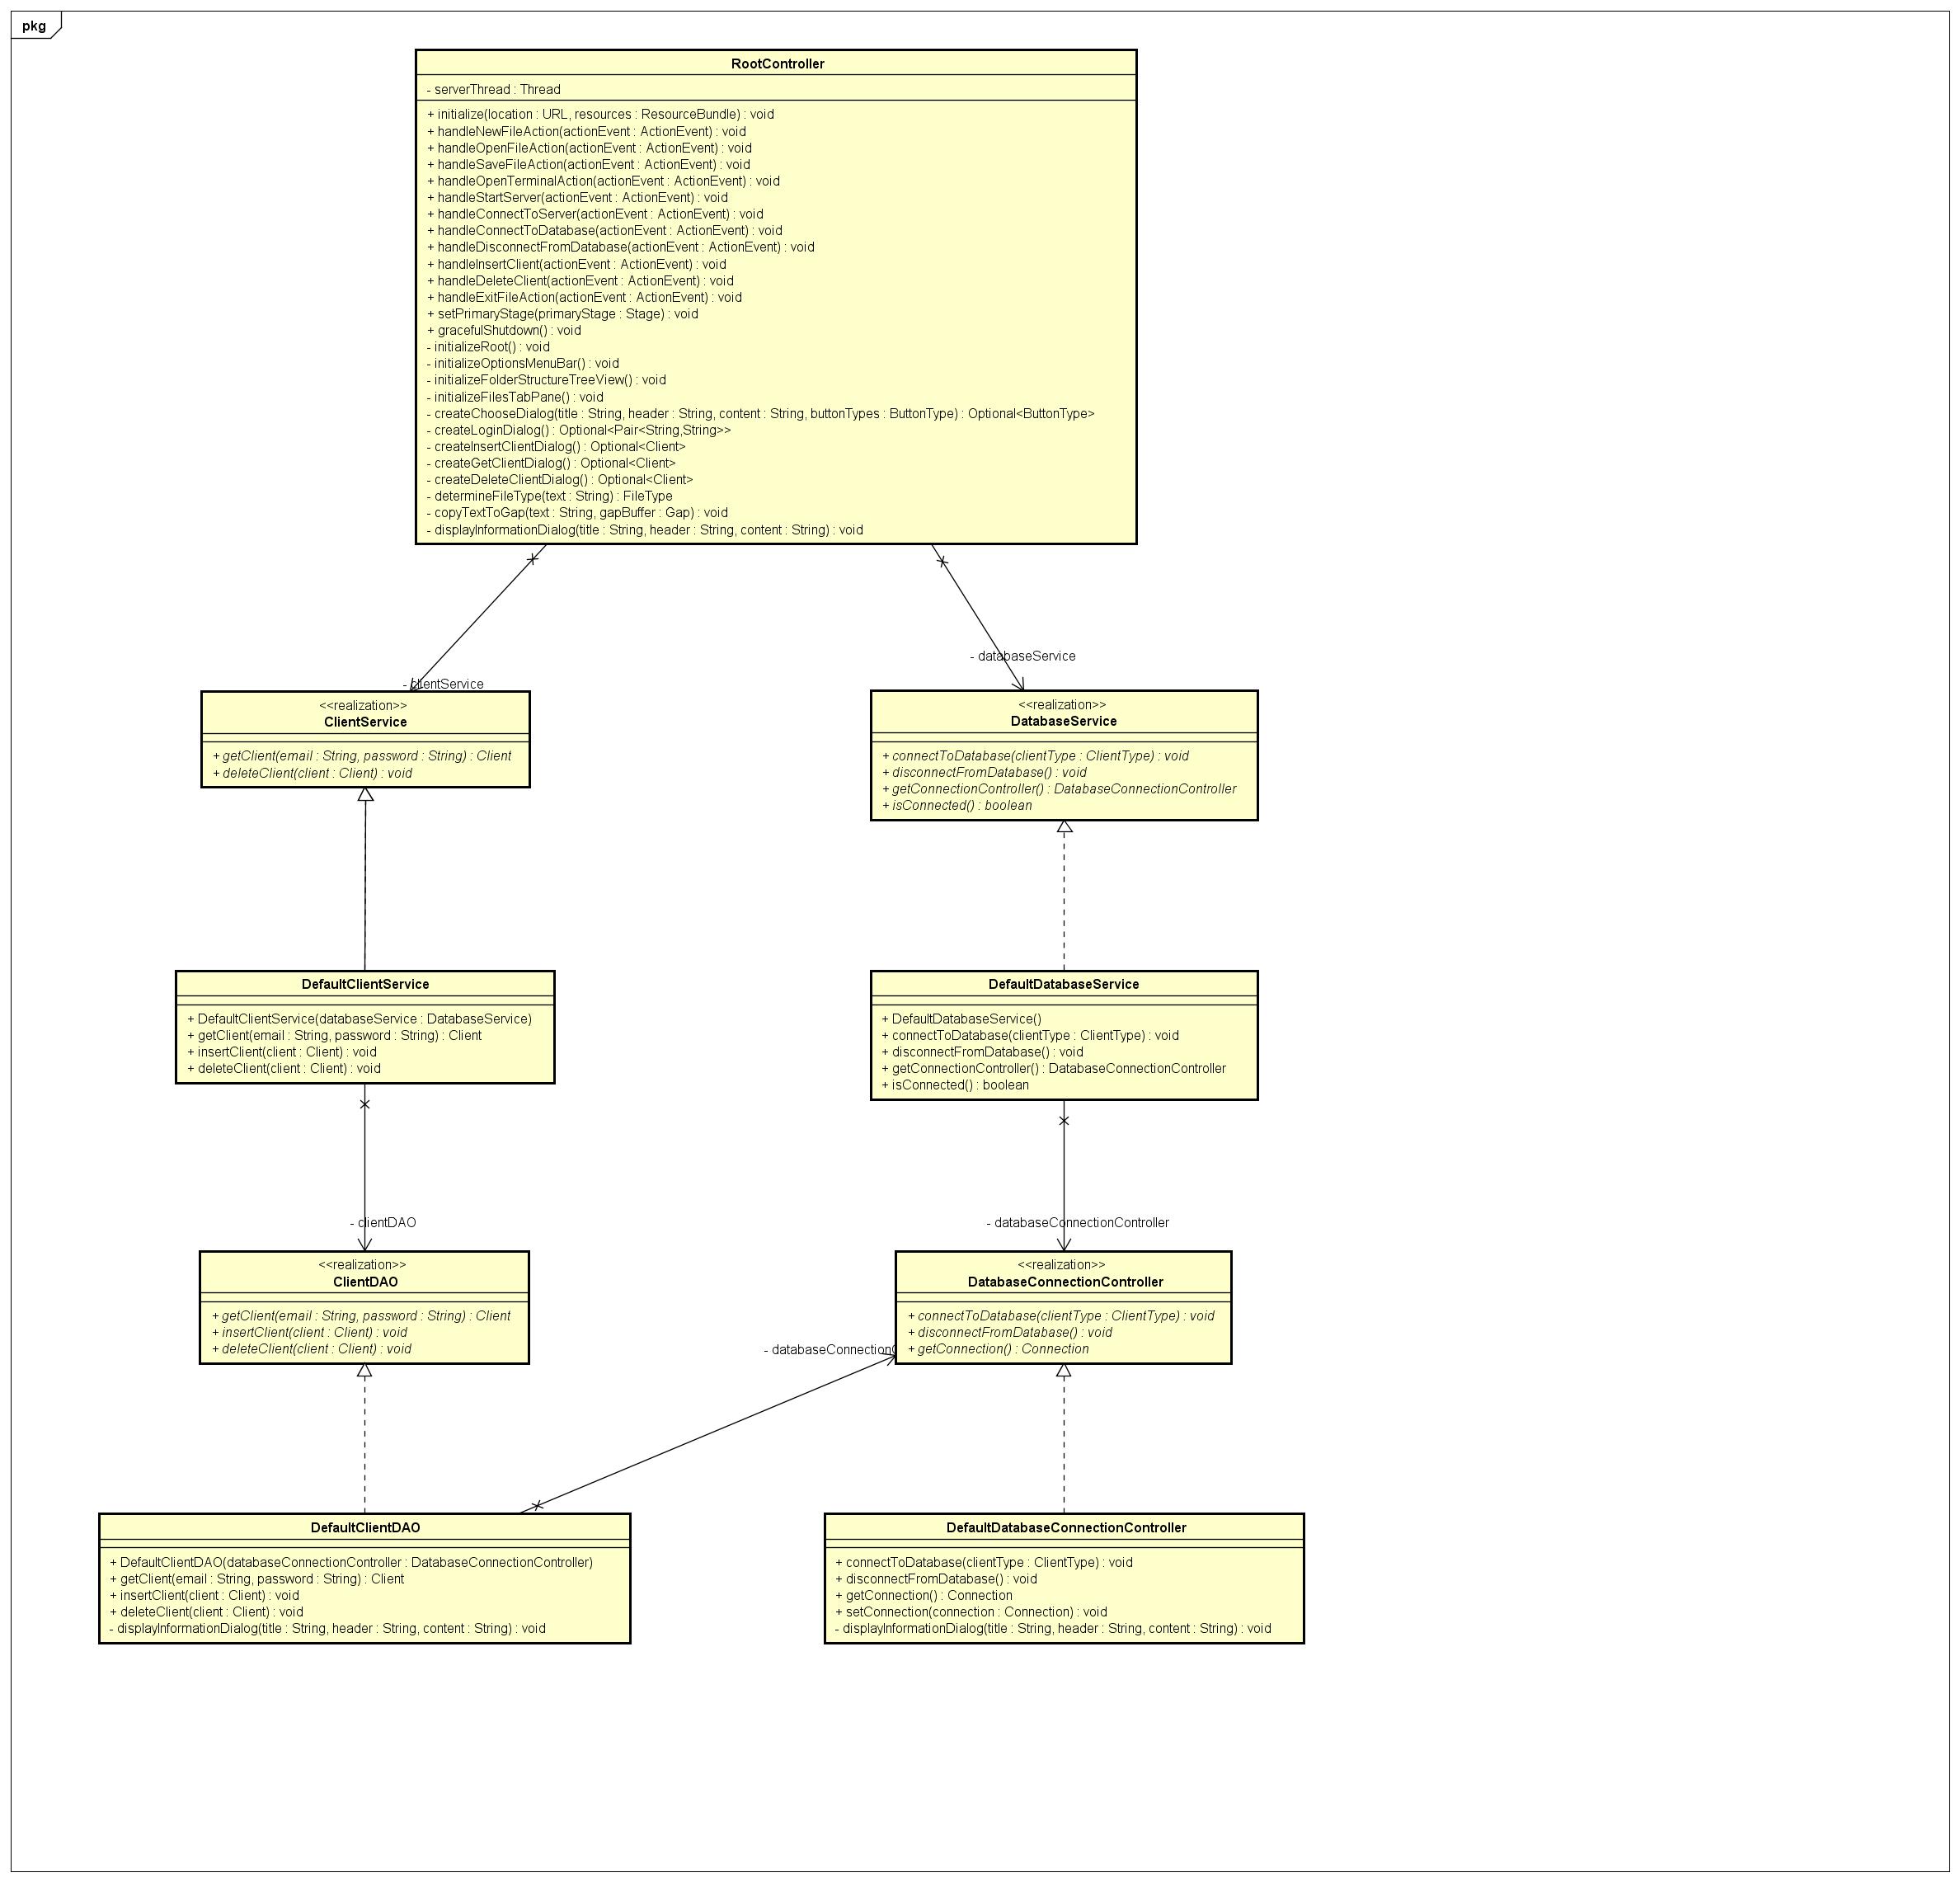 pkg
RootController
- serverThread : Thread
+ initialize(location : URL, resources : ResourceBundle) : void
+ handleNewFileAction(actionEvent : ActionEvent) : void
+ handleOpenFileAction(actionEvent : ActionEvent) : void
+ handleSaveFileAction(actionEvent : ActionEvent) : void
+ handleOpenTerminalAction(actionEvent : ActionEvent) : void
+ handleStartServer(actionEvent : ActionEvent) : void
+ handleConnectToServer(actionEvent : ActionEvent) : void
+ handleConnectToDatabase(actionEvent : ActionEvent) : void
+ handleDisconnectFromDatabase(actionEvent : ActionEvent) : void
+ handleInsertClient(actionEvent : ActionEvent) : void
+ handleDeleteClient(actionEvent : ActionEvent) : void
+ handleExitFileAction(actionEvent : ActionEvent) : void
+ setPrimaryStage(primaryStage : Stage) : void
+ gracefulShutdown() : void
- initializeRoot() : void
- initializeOptionsMenuBar() : void
- initializeFolderStructureTreeView() : void
- initializeFilesTabPane() : void
- createChooseDialog(title : String, header : String, content : String, buttonTypes : ButtonType) : Optional<ButtonType>
- createLoginDialog() : Optional<Pair<String,String>>
- createInsertClientDialog() : Optional<Client>
- createGetClientDialog() : Optional<Client>
- createDeleteClientDialog() : Optional<Client>
- determineFileType(text : String) : FileType
- copyTextToGap(text : String, gapBuffer : Gap) : void
- displayInformationDialog(title : String, header : String, content : String) : void
- clientService
- databaseService
<<realization>>
ClientService
+ getClient(email : String, password : String) : Client
+ deleteClient(client : Client) : void
<<realization>>
DatabaseService
+ connectToDatabase(clientType : ClientType) : void
+ disconnectFromDatabase() : void
+ getConnectionController() : DatabaseConnectionController
+ isConnected() : boolean
DefaultClientService
+ DefaultClientService(databaseService : DatabaseService)
+ getClient(email : String, password : String) : Client
+ insertClient(client : Client) : void
+ deleteClient(client : Client) : void
DefaultDatabaseService
+ DefaultDatabaseService()
+ connectToDatabase(clientType : ClientType) : void
+ disconnectFromDatabase() : void
+ getConnectionController() : DatabaseConnectionController
+ isConnected() : boolean
- clientDAO
- databaseConnectionController
<<realization>>
ClientDAO
+ getClient(email : String, password : String) : Client
+ insertClient(client : Client) : void
+ deleteClient(client : Client) : void
<<realization>>
DatabaseConnectionController
+ connectToDatabase(clientType : ClientType) : void
+ disconnectFromDatabase() : void
+ getConnection() : Connection
- databaseConnection
DefaultClientDAO
+ DefaultClientDAO(databaseConnectionController : DatabaseConnectionController)
+ getClient(email : String, password : String) : Client
+ insertClient(client : Client) : void
+ deleteClient(client : Client) : void
- displayInformationDialog(title : String, header : String, content : String) : void
DefaultDatabaseConnectionController
+ connectToDatabase(clientType : ClientType) : void
+ disconnectFromDatabase() : void
+ getConnection() : Connection
+ setConnection(connection : Connection) : void
- displayInformationDialog(title : String, header : String, content : String) : void